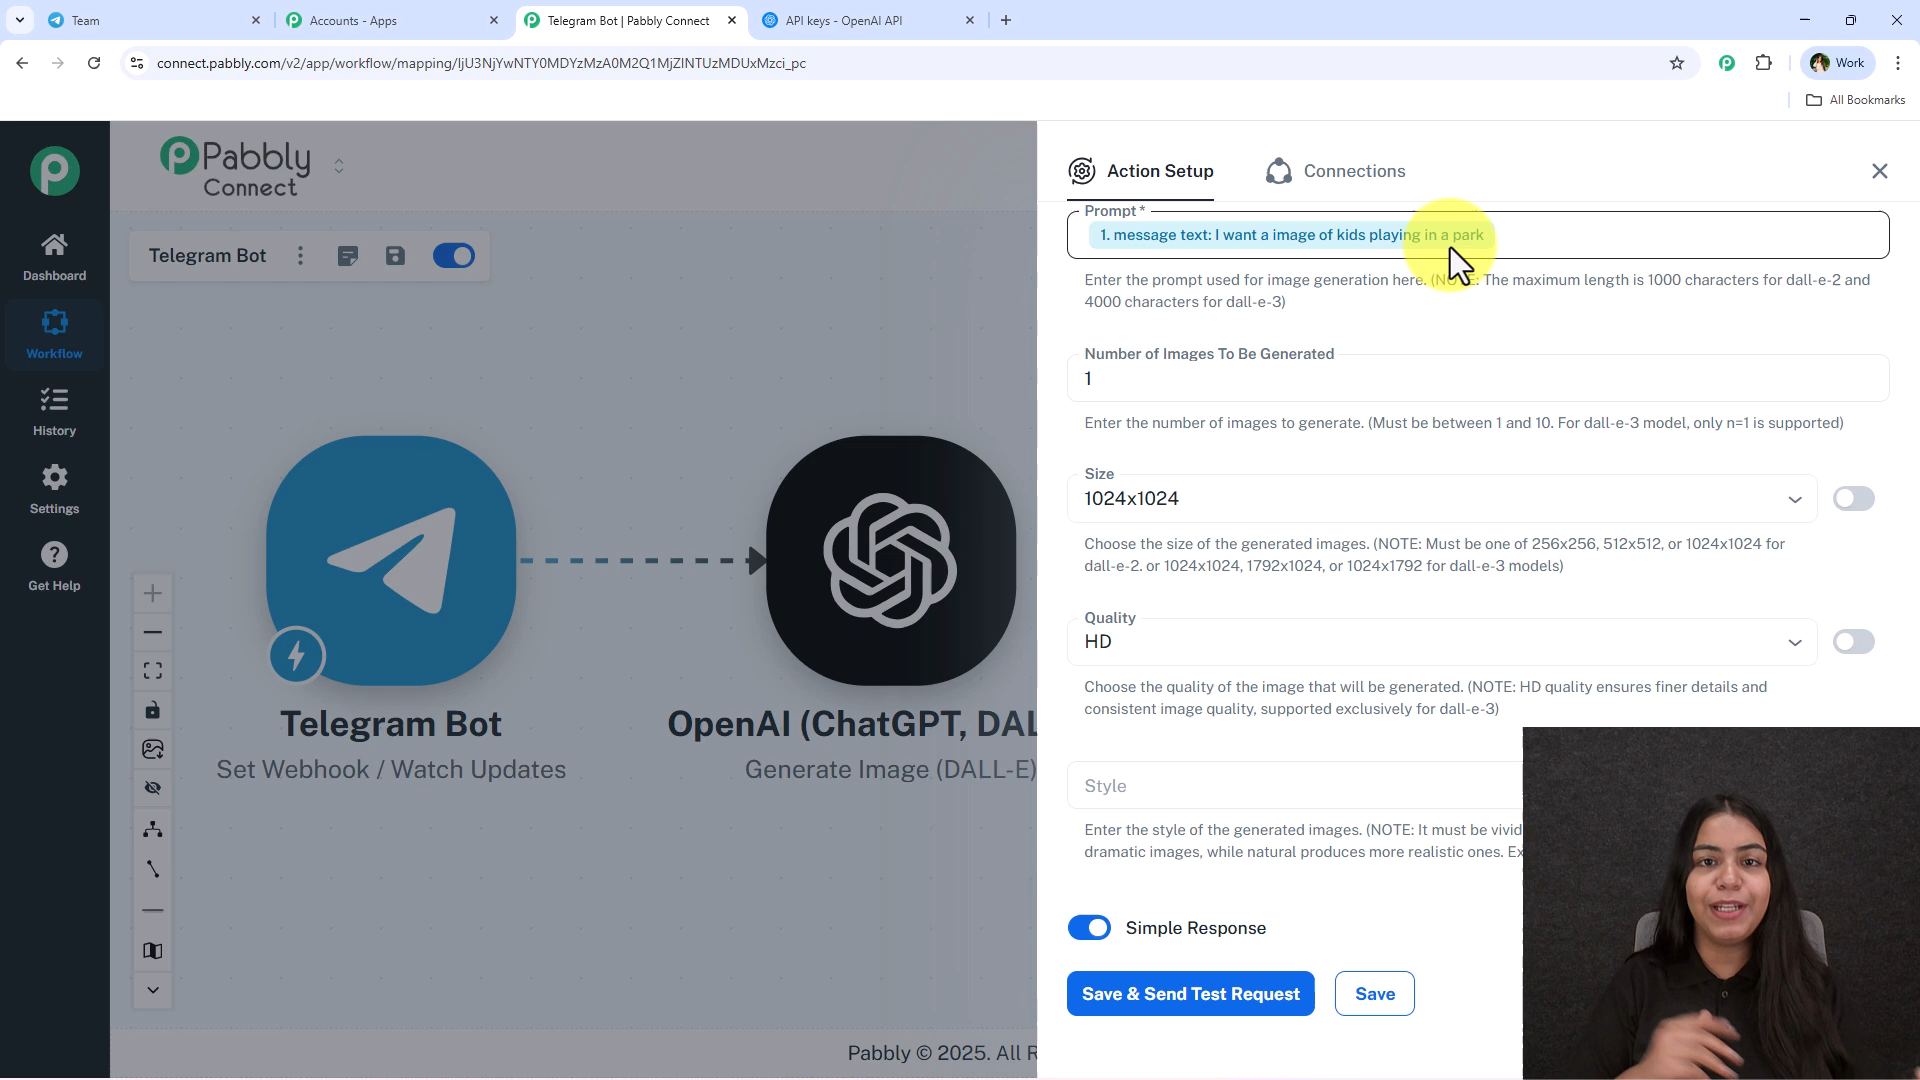 Team
Accounts - Apps
Telegram Bot | Pabbly Connect
API keys - OpenAI API
connect.pabbly.com/v2/app/workflow/mapping/IjU3NjYwNTY0MDYzMzA0M2Q1MjZlNTUzMDUxMzci_pc
Work
All Bookmarks
Pabbly
Connect
Dashboard
Workflow
History
Settings
Get Help
Telegram Bot
Telegram Bot
Set Webhook / Watch Updates
OpenAI (ChatGPT, DAL
Generate Image (DALL-E)
Pabbly © 2025. All R
Action Setup
Connections
Prompt *
1. message text: I want a image of kids playing in a park
Enter the prompt used for image generation here. (NOTE: The maximum length is 1000 characters for dall-e-2 and
4000 characters for dall-e-3)
Number of Images To Be Generated
1
Enter the number of images to generate. (Must be between 1 and 10. For dall-e-3 model, only n=1 is supported)
Size
1024x1024
Choose the size of the generated images. (NOTE: Must be one of 256x256, 512x512, or 1024x1024 for
dall-e-2. or 1024x1024, 1792x1024, or 1024x1792 for dall-e-3 models)
Quality
HD
Choose the quality of the image that will be generated. (NOTE: HD quality ensures finer details and
consistent image quality, supported exclusively for dall-e-3)
Style
Enter the style of the generated images. (NOTE: It must be vivid
dramatic images, while natural produces more realistic ones. Ex
Simple Response
Save & Send Test Request
Save